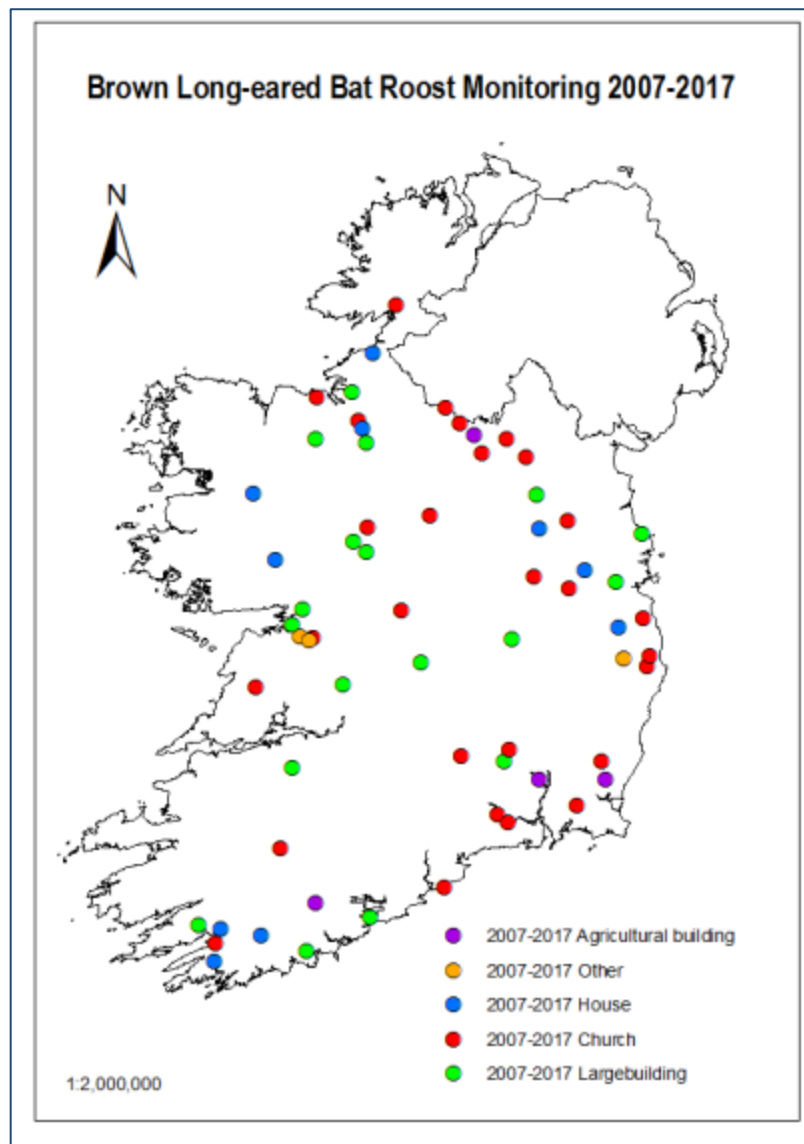 Brown Long-eared Bat Roost Monitoring 2007-2017
N
2007-2017 Agricultural building
2007-2017 Other
2007-2017 House
2007-2017 Church
2007-2017 Largebuilding
1:2,000,000